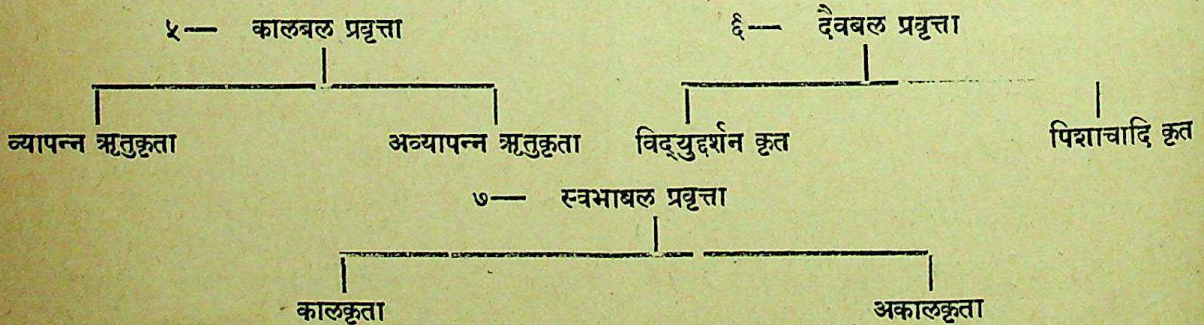 ५— कालबल प्रवृत्ता ६— दैवबल प्रवृत्ता
व्यापन्न ऋतुकृता अव्यापन्न ऋतुकृता विद्युद्दर्शन कृत पिशाचादि कृत
७— स्वभाबल प्रवृत्ता
कालकृता अकालकृता